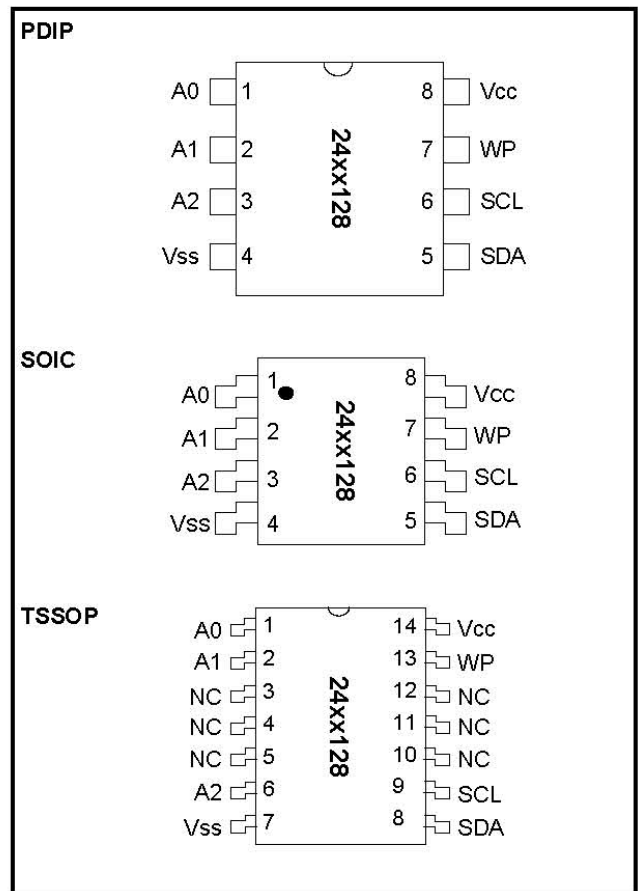 PDIP
A0 1 8 Vcc
A1 2 7 WP
A2 3 6 SCL
Vss 4 5 SDA
24xx128
SOIC
A0 1 8 Vcc
A1 2 7 WP
A2 3 6 SCL
Vss 4 5 SDA
24xx128
TSSOP
A0 1 14 Vcc
A1 2 13 WP
NC 3 12 NC
NC 4 11 NC
NC 5 10 NC
A2 6 9 SCL
Vss 7 8 SDA
24xx128